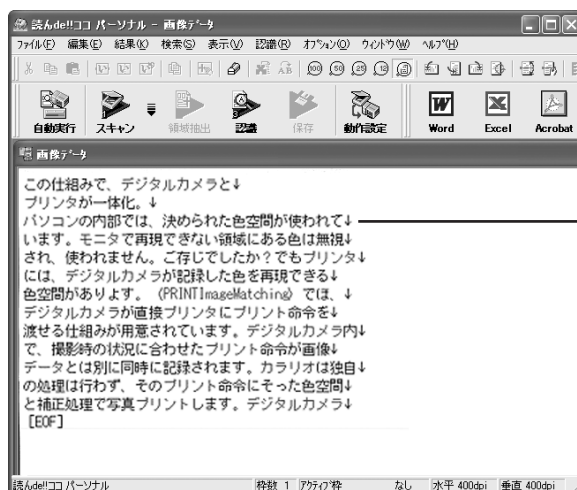 読んde!!ココ パーソナル - 画像データ
ファイル(F) 編集(E) 結果(K) 検索(S) 表示(V) 認識(R) オプション(O) ウィンドウ(W) ヘルプ(H)
100 50 25 12
自動実行 スキャン 領域抽出 認識 保存 動作設定 Word Excel Acrobat
画像データ
この仕組みで、デジタルカメラと↓
プリンタが一体化。↓
パソコンの内部では、決められた色空間が使われて↓
います。モニタで再現できない領域にある色は無視↓
され、使われません。ご存じでしたか？でもプリンタ↓
には、デジタルカメラが記録した色を再現できる↓
色空間がありよす。（PRINTImageMatching）でほ、↓
デジタルカメラが直接プリンタにプリント命令を↓
渡せる仕組みが用意されています。デジタルカメラ内↓
で、撮影時の状況に合わせたプリント命令が画像↓
データとは別に同時に記録されます。カラリオは独自↓
の処理は行わず、そのプリント命令にそった色空間↓
と補正処理で写真プリントします。デジタルカメラ↓
[EOF]
読んde!!ココ パーソナル 枠数 1 アクティブ枠 なし 水平 400dpi 垂直 400dpi